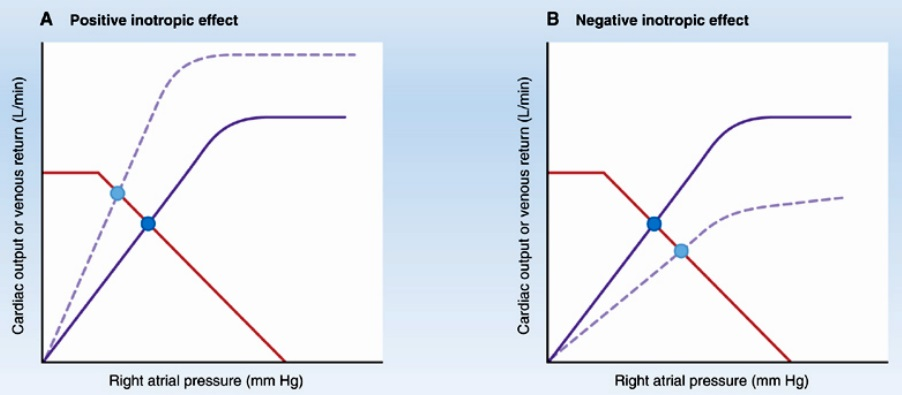 A Positive inotropic effect
Cardiac output or venous return (L/min)
Right atrial pressure (mm Hg)
B Negative inotropic effect
Cardiac output or venous return (L/min)
Right atrial pressure (mm Hg)